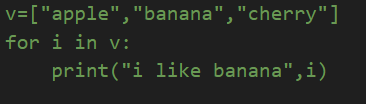 v=["apple","banana","cherry"]
for i in v:
    print("i like banana",i)